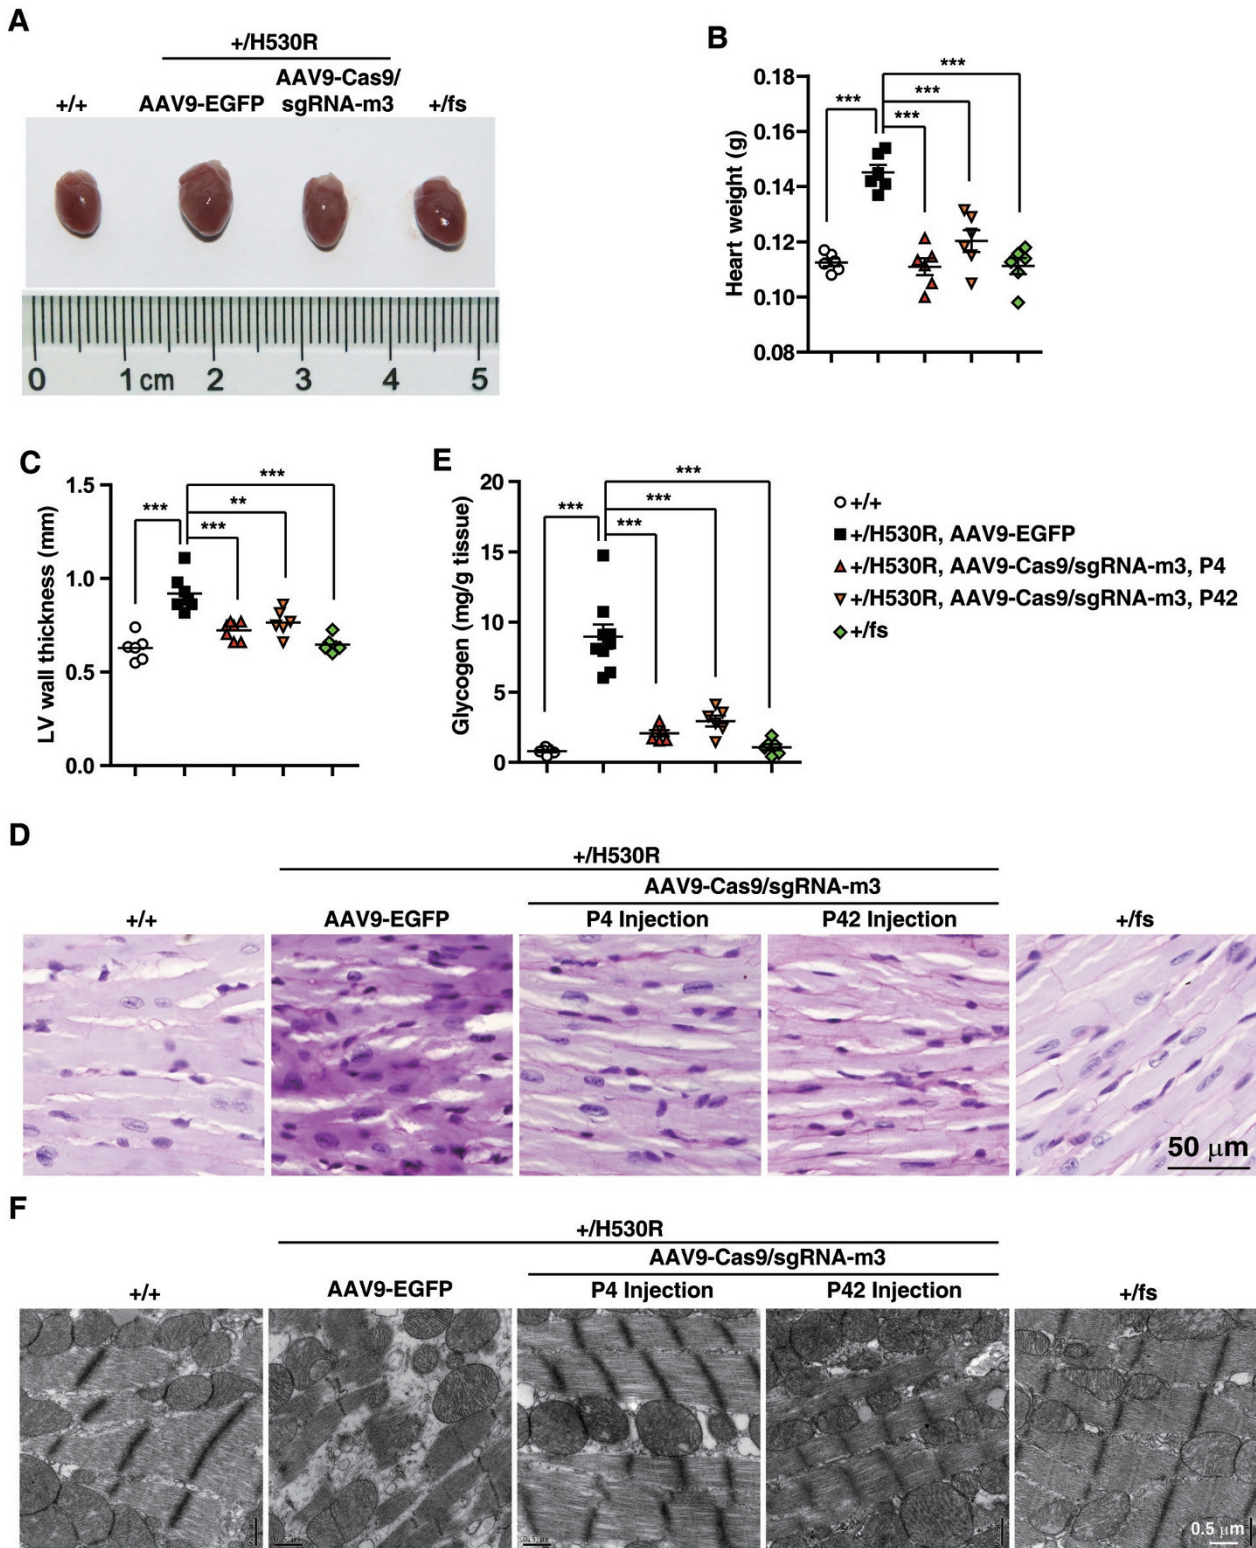 A
+/H530R
AAV9-Cas9/
+/+ AAV9-EGFP sgRNA-m3 +/fs
0 1 cm 2 3 4 5
B
Heart weight (g)
0.18
0.16
0.14
0.12
0.10
0.08
***
***
***
***
C
LV wall thickness (mm)
1.5
1.0
0.5
0.0
***
**
***
***
E
Glycogen (mg/g tissue)
20
15
10
5
0
***
***
***
***
+/+
+/H530R, AAV9-EGFP
+/H530R, AAV9-Cas9/sgRNA-m3, P4
+/H530R, AAV9-Cas9/sgRNA-m3, P42
+/fs
D
+/H530R
AAV9-Cas9/sgRNA-m3
+/+ AAV9-EGFP P4 Injection P42 Injection +/fs
50 μm
F
+/H530R
AAV9-Cas9/sgRNA-m3
+/+ AAV9-EGFP P4 Injection P42 Injection +/fs
0.5 μm